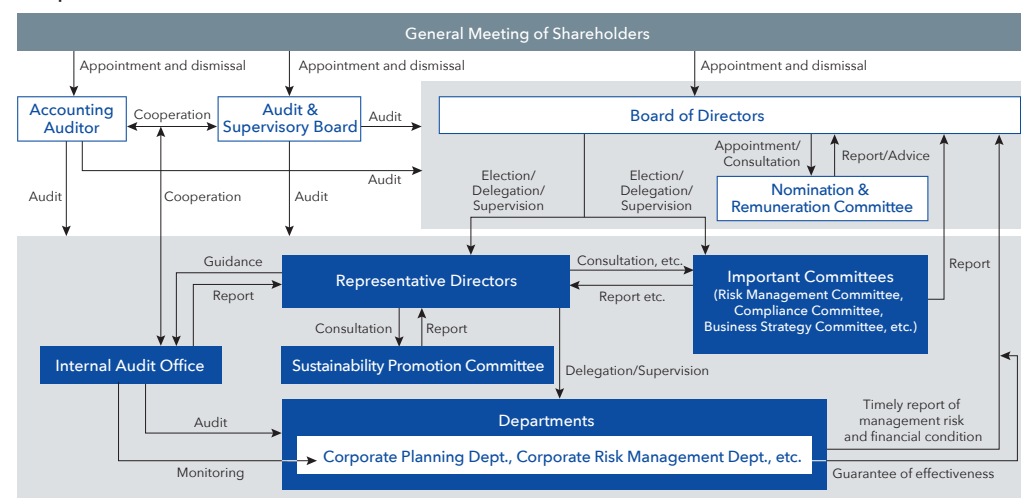 General Meeting of Shareholders
Appointment and dismissal
Appointment and dismissal
Appointment and dismissal
Accounting
Auditor
Cooperation
Audit &
Supervisory Board
Audit
Board of Directors
Appointment/
Consultation
Report/Advice
Audit
Nomination &
Remuneration Committee
Election/
Delegation/
Supervision
Election/
Delegation/
Supervision
Audit
Cooperation
Audit
Guidance
Report
Representative Directors
Consultation, etc.
Report etc.
Important Committees
(Risk Management Committee,
Compliance Committee,
Business Strategy Committee, etc.)
Report
Consultation
Report
Internal Audit Office
Sustainability Promotion Committee
Delegation/Supervision
Audit
Monitoring
Departments
Corporate Planning Dept., Corporate Risk Management Dept., etc.
Timely report of
management risk
and financial condition
Guarantee of effectiveness